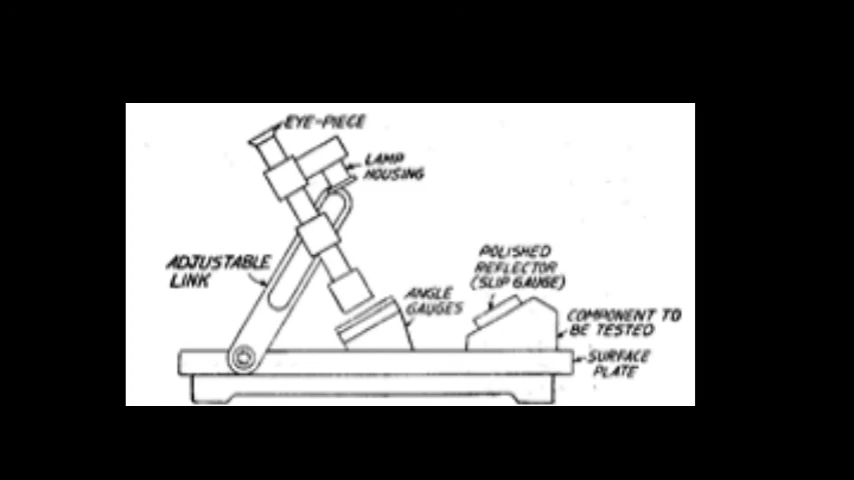 EYE-PIECE
LAMP
HOUSING
ADJUSTABLE
LINK
ANGLE
GAUGES
POLISHED
REFLECTOR
(SLIP GAUGE)
COMPONENT TO
BE TESTED
SURFACE
PLATE